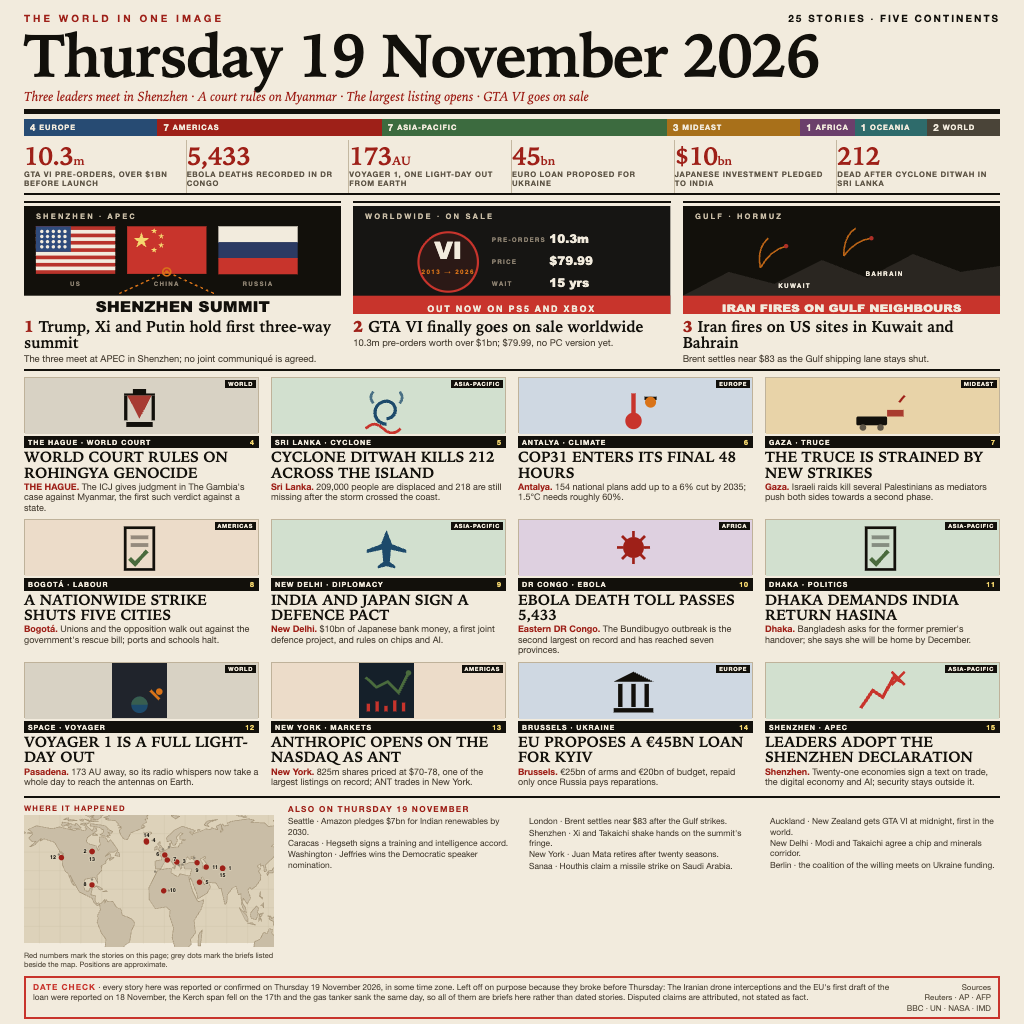 THE WORLD IN ONE IMAGE
25 STORIES · FIVE CONTINENTS
Thursday 19 November 2026
Three leaders meet in Shenzhen · A court rules on Myanmar · The largest listing opens · GTA VI goes on sale
4 EUROPE
7 AMERICAS
7 ASIA-PACIFIC
3 MIDEAST
1 AFRICA
1 OCEANIA
2 WORLD
10.3m
GTA VI PRE-ORDERS, OVER $1BN
BEFORE LAUNCH
5,433
EBOLA DEATHS RECORDED IN DR
CONGO
173AU
VOYAGER 1, ONE LIGHT-DAY OUT
FROM EARTH
45bn
EURO LOAN PROPOSED FOR
UKRAINE
$10bn
JAPANESE INVESTMENT PLEDGED
TO INDIA
212
DEAD AFTER CYCLONE DITWAH IN
SRI LANKA
SHENZHEN · APEC
US
CHINA
RUSSIA
SHENZHEN SUMMIT
1 Trump, Xi and Putin hold first three-way
summit
The three meet at APEC in Shenzhen; no joint communiqué is agreed.
WORLDWIDE · ON SALE
VI
2013 → 2026
PRE-ORDERS 10.3m
PRICE $79.99
WAIT 15 yrs
OUT NOW ON PS5 AND XBOX
2 GTA VI finally goes on sale worldwide
10.3m pre-orders worth over $1bn; $79.99, no PC version yet.
GULF · HORMUZ
BAHRAIN
KUWAIT
IRAN FIRES ON GULF NEIGHBOURS
3 Iran fires on US sites in Kuwait and
Bahrain
Brent settles near $83 as the Gulf shipping lane stays shut.
WORLD
THE HAGUE · WORLD COURT 4
WORLD COURT RULES ON
ROHINGYA GENOCIDE
THE HAGUE. The ICJ gives judgment in The Gambia's
case against Myanmar, the first such verdict against a
state.
ASIA-PACIFIC
SRI LANKA · CYCLONE 5
CYCLONE DITWAH KILLS 212
ACROSS THE ISLAND
Sri Lanka. 209,000 people are displaced and 218 are still
missing after the storm crossed the coast.
EUROPE
ANTALYA · CLIMATE 6
COP31 ENTERS ITS FINAL 48
HOURS
Antalya. 154 national plans add up to a 6% cut by 2035;
1.5°C needs roughly 60%.
MIDEAST
GAZA · TRUCE 7
THE TRUCE IS STRAINED BY
NEW STRIKES
Gaza. Israeli raids kill several Palestinians as mediators
push both sides towards a second phase.
AMERICAS
BOGOTÁ · LABOUR 8
A NATIONWIDE STRIKE
SHUTS FIVE CITIES
Bogotá. Unions and the opposition walk out against the
government's rescue bill; ports and schools halt.
ASIA-PACIFIC
NEW DELHI · DIPLOMACY 9
INDIA AND JAPAN SIGN A
DEFENCE PACT
New Delhi. $10bn of Japanese bank money, a first joint
defence project, and rules on chips and AI.
AFRICA
DR CONGO · EBOLA 10
EBOLA DEATH TOLL PASSES
5,433
Eastern DR Congo. The Bundibugyo outbreak is the
second largest on record and has reached seven
provinces.
ASIA-PACIFIC
DHAKA · POLITICS 11
DHAKA DEMANDS INDIA
RETURN HASINA
Dhaka. Bangladesh asks for the former premier's
handover; she says she will be home by December.
WORLD
SPACE · VOYAGER 12
VOYAGER 1 IS A FULL LIGHT-
DAY OUT
Pasadena. 173 AU away, so its radio whispers now take a
whole day to reach the antennas on Earth.
AMERICAS
NEW YORK · MARKETS 13
ANTHROPIC OPENS ON THE
NASDAQ AS ANT
New York. 825m shares priced at $70-78, one of the
largest listings on record; ANT trades in New York.
EUROPE
BRUSSELS · UKRAINE 14
EU PROPOSES A €45BN LOAN
FOR KYIV
Brussels. €25bn of arms and €20bn of budget, repaid
only once Russia pays reparations.
ASIA-PACIFIC
SHENZHEN · APEC 15
LEADERS ADOPT THE
SHENZHEN DECLARATION
Shenzhen. Twenty-one economies sign a text on trade,
the digital economy and AI; security stays outside it.
WHERE IT HAPPENED
14
4
2
13
12
6
7
3
9
11
1
15
5
8
10
Red numbers mark the stories on this page; grey dots mark the briefs listed
beside the map. Positions are approximate.
ALSO ON THURSDAY 19 NOVEMBER
Seattle · Amazon pledges $7bn for Indian renewables by
2030.
Caracas · Hegseth signs a training and intelligence accord.
Washington · Jeffries wins the Democratic speaker
nomination.
London · Brent settles near $83 after the Gulf strikes.
Shenzhen · Xi and Takaichi shake hands on the summit's
fringe.
New York · Juan Mata retires after twenty seasons.
Sanaa · Houthis claim a missile strike on Saudi Arabia.
Auckland · New Zealand gets GTA VI at midnight, first in the
world.
New Delhi · Modi and Takaichi agree a chip and minerals
corridor.
Berlin · the coalition of the willing meets on Ukraine funding.
DATE CHECK · every story here was reported or confirmed on Thursday 19 November 2026, in some time zone. Left off on purpose because they broke before Thursday: The Iranian drone interceptions and the EU's first draft of the
loan were reported on 18 November, the Kerch span fell on the 17th and the gas tanker sank the same day, so all of them are briefs here rather than dated stories. Disputed claims are attributed, not stated as fact.
Sources
Reuters · AP · AFP
BBC · UN · NASA · IMD